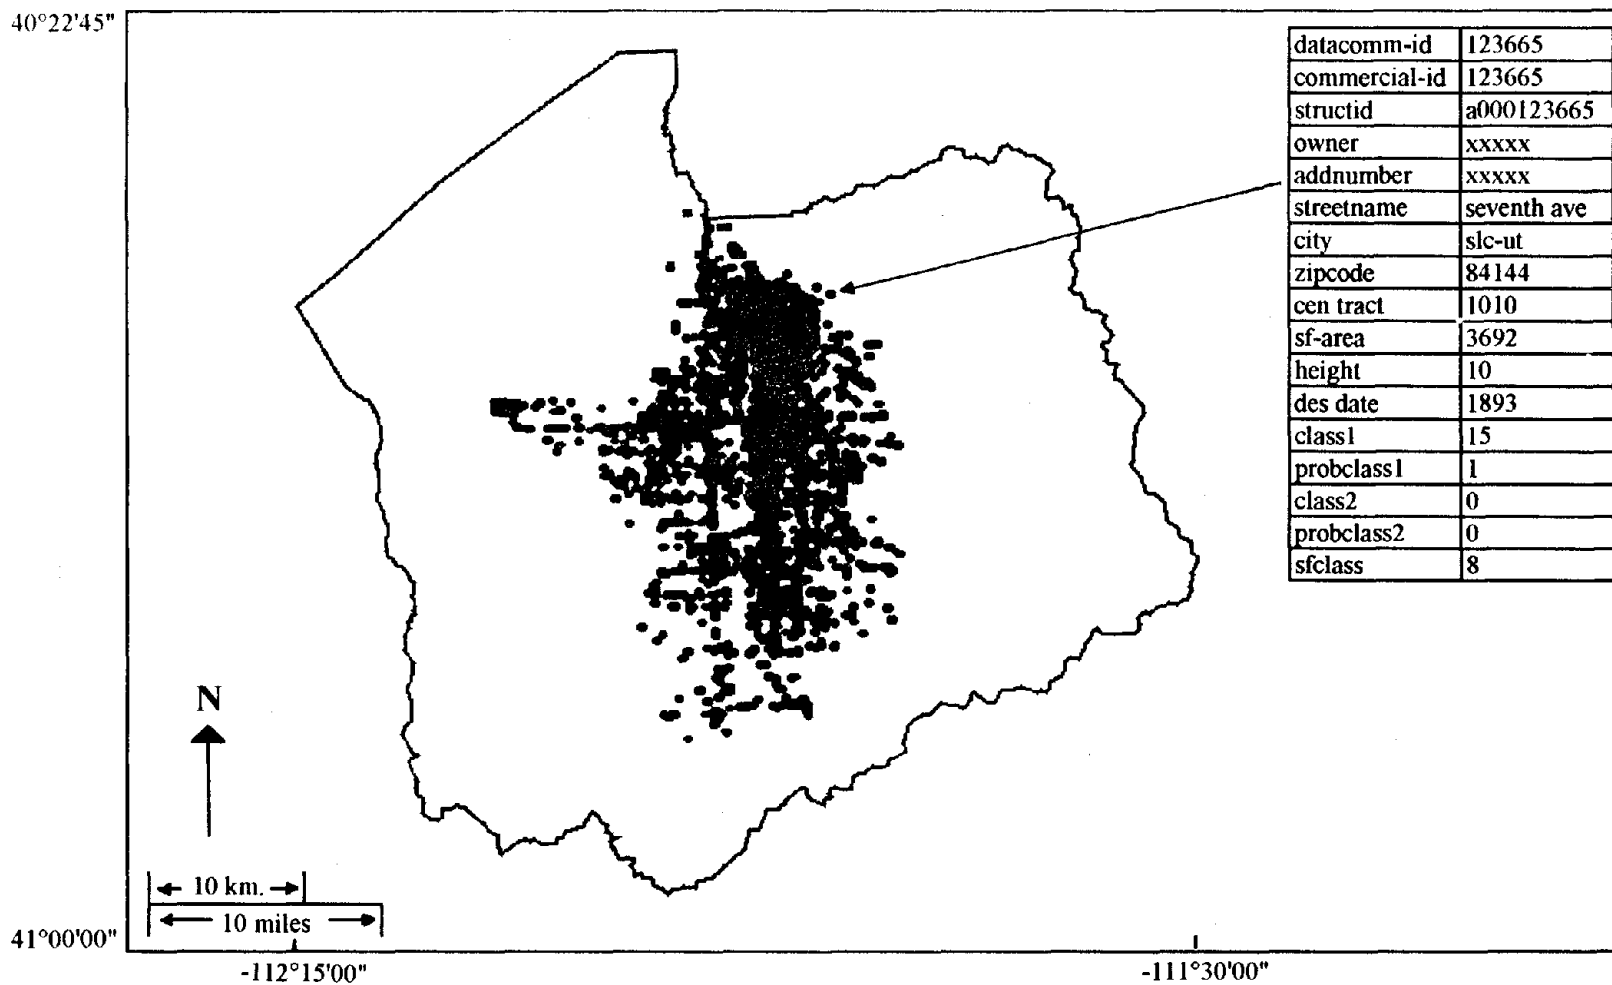 40°22'45"
datacomm-id 123665
commercial-id 123665
structid a000123665
owner xxxxx
addnumber xxxxx
streetname seventh ave
city slc-ut
zipcode 84144
cen tract 1010
sf-area 3692
height 10
des date 1893
class1 15
probclass1 1
class2 0
probclass2 0
sfclass 8
N
10 km.
10 miles
41°00'00"
-112°15'00"
-111°30'00"